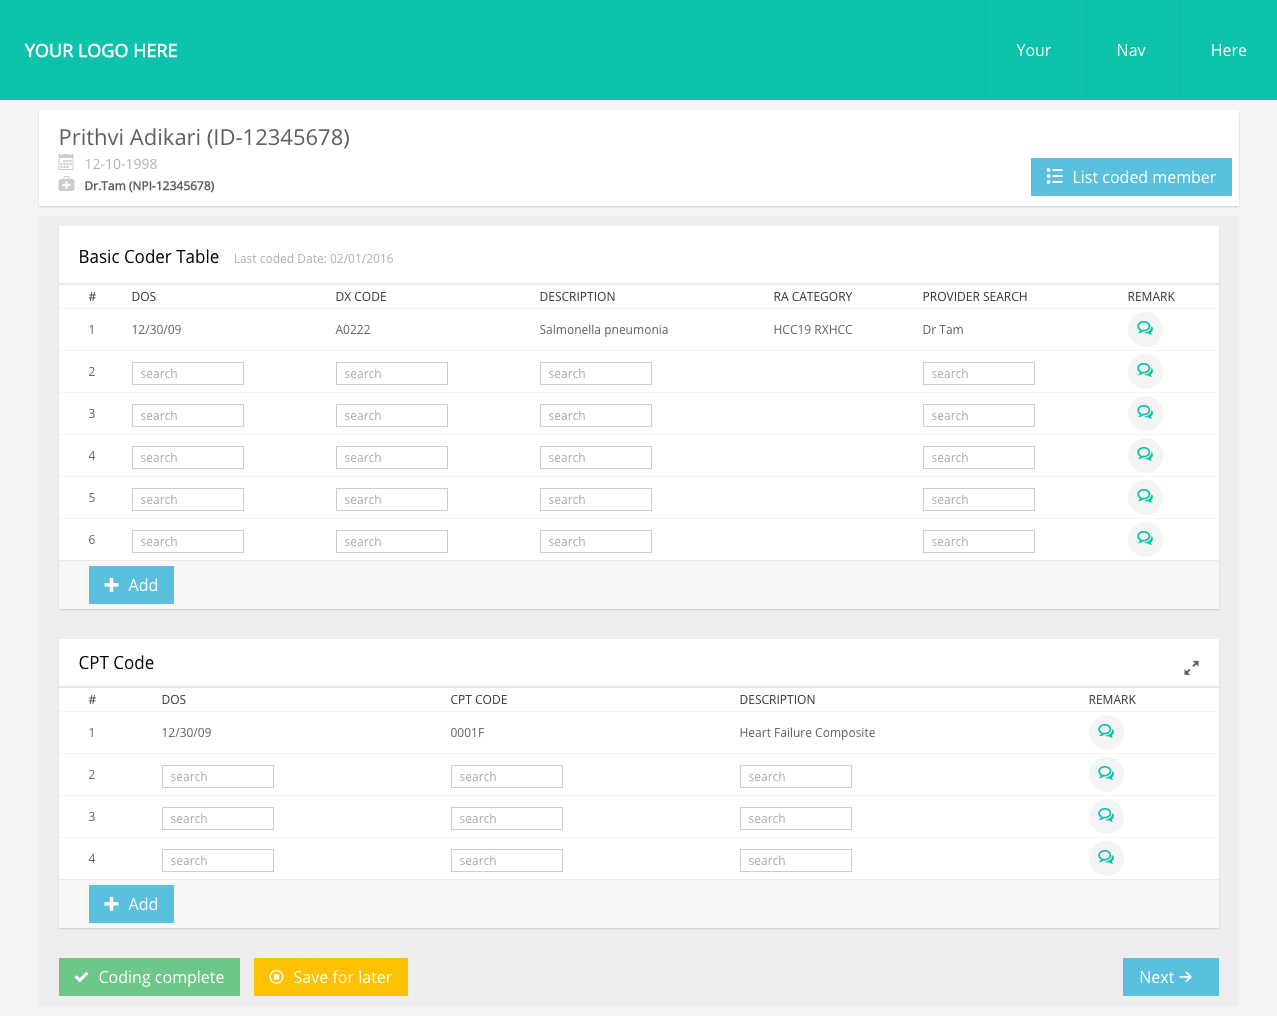 YOUR LOGO HERE Your Nav Here
Prithvi Adikari (ID-12345678)
12-10-1998
Dr.Tam (NPI-12345678)
List coded member
Basic Coder Table Last coded Date: 02/01/2016
# DOS DX CODE DESCRIPTION RA CATEGORY PROVIDER SEARCH REMARK
1 12/30/09 A0222 Salmonella pneumonia HCC19 RXHCC Dr Tam
2 search search search search
3 search search search search
4 search search search search
5 search search search search
6 search search search search
Add
CPT Code
# DOS CPT CODE DESCRIPTION REMARK
1 12/30/09 0001F Heart Failure Composite
2 search search search
3 search search search
4 search search search
Add
Coding complete Save for later Next